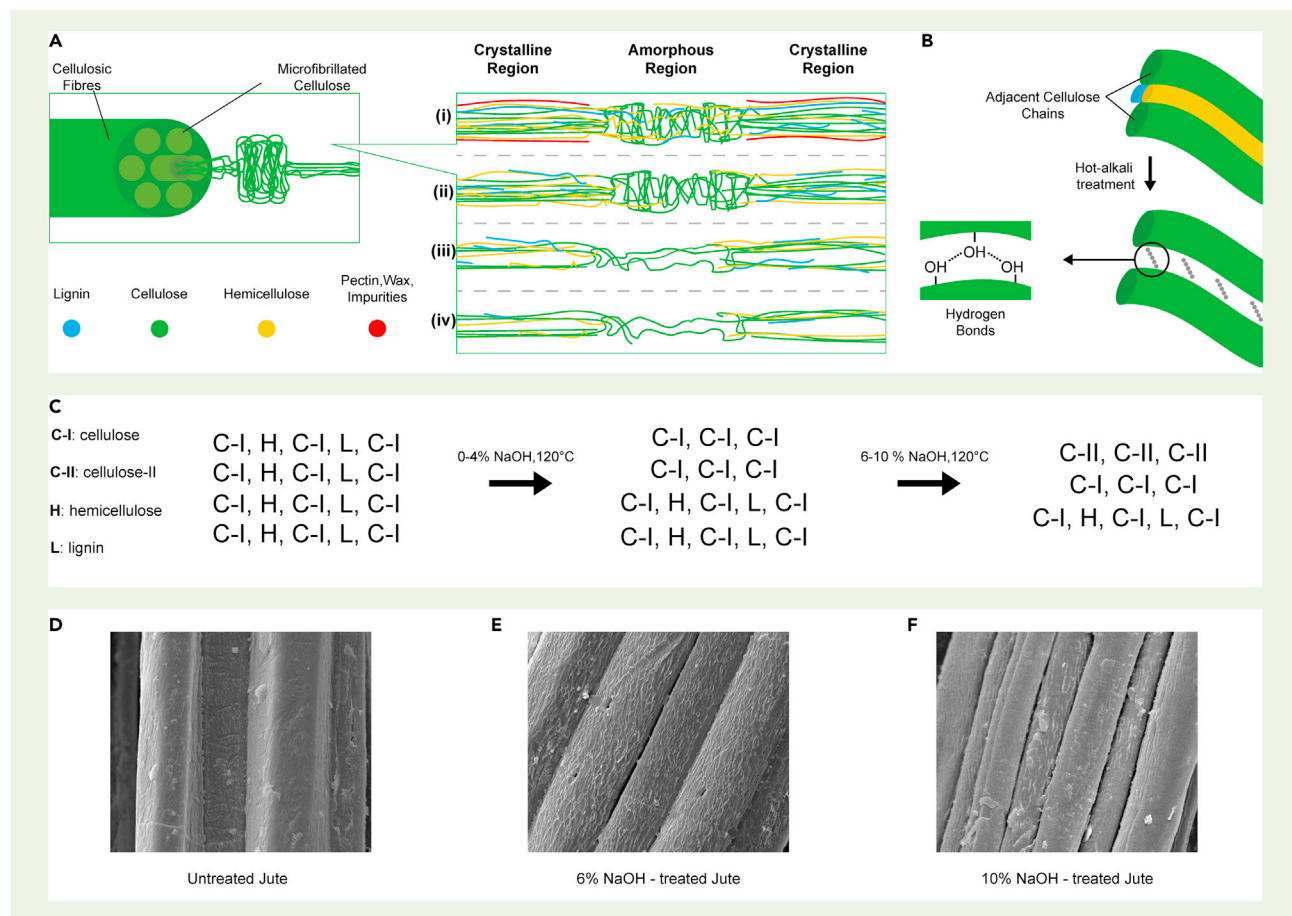 A
Cellulosic
Fibres
Microfibrillated
Cellulose
Lignin
Cellulose
Hemicellulose
Pectin,Wax,
Impurities
Crystalline
Region
Amorphous
Region
Crystalline
Region
(i)
(ii)
(iii)
(iv)
B
Adjacent Cellulose
Chains
Hot-alkali
treatment
OH
OH
OH
Hydrogen
Bonds
C
C-I: cellulose
C-II: cellulose-II
H: hemicellulose
L: lignin
C-I, H, C-I, L, C-I
C-I, H, C-I, L, C-I
C-I, H, C-I, L, C-I
C-I, H, C-I, L, C-I
0-4% NaOH,120°C
C-I, C-I, C-I
C-I, C-I, C-I
C-I, H, C-I, L, C-I
C-I, H, C-I, L, C-I
6-10 % NaOH,120°C
C-II, C-II, C-II
C-I, C-I, C-I
C-I, H, C-I, L, C-I
D
Untreated Jute
E
6% NaOH - treated Jute
F
10% NaOH - treated Jute